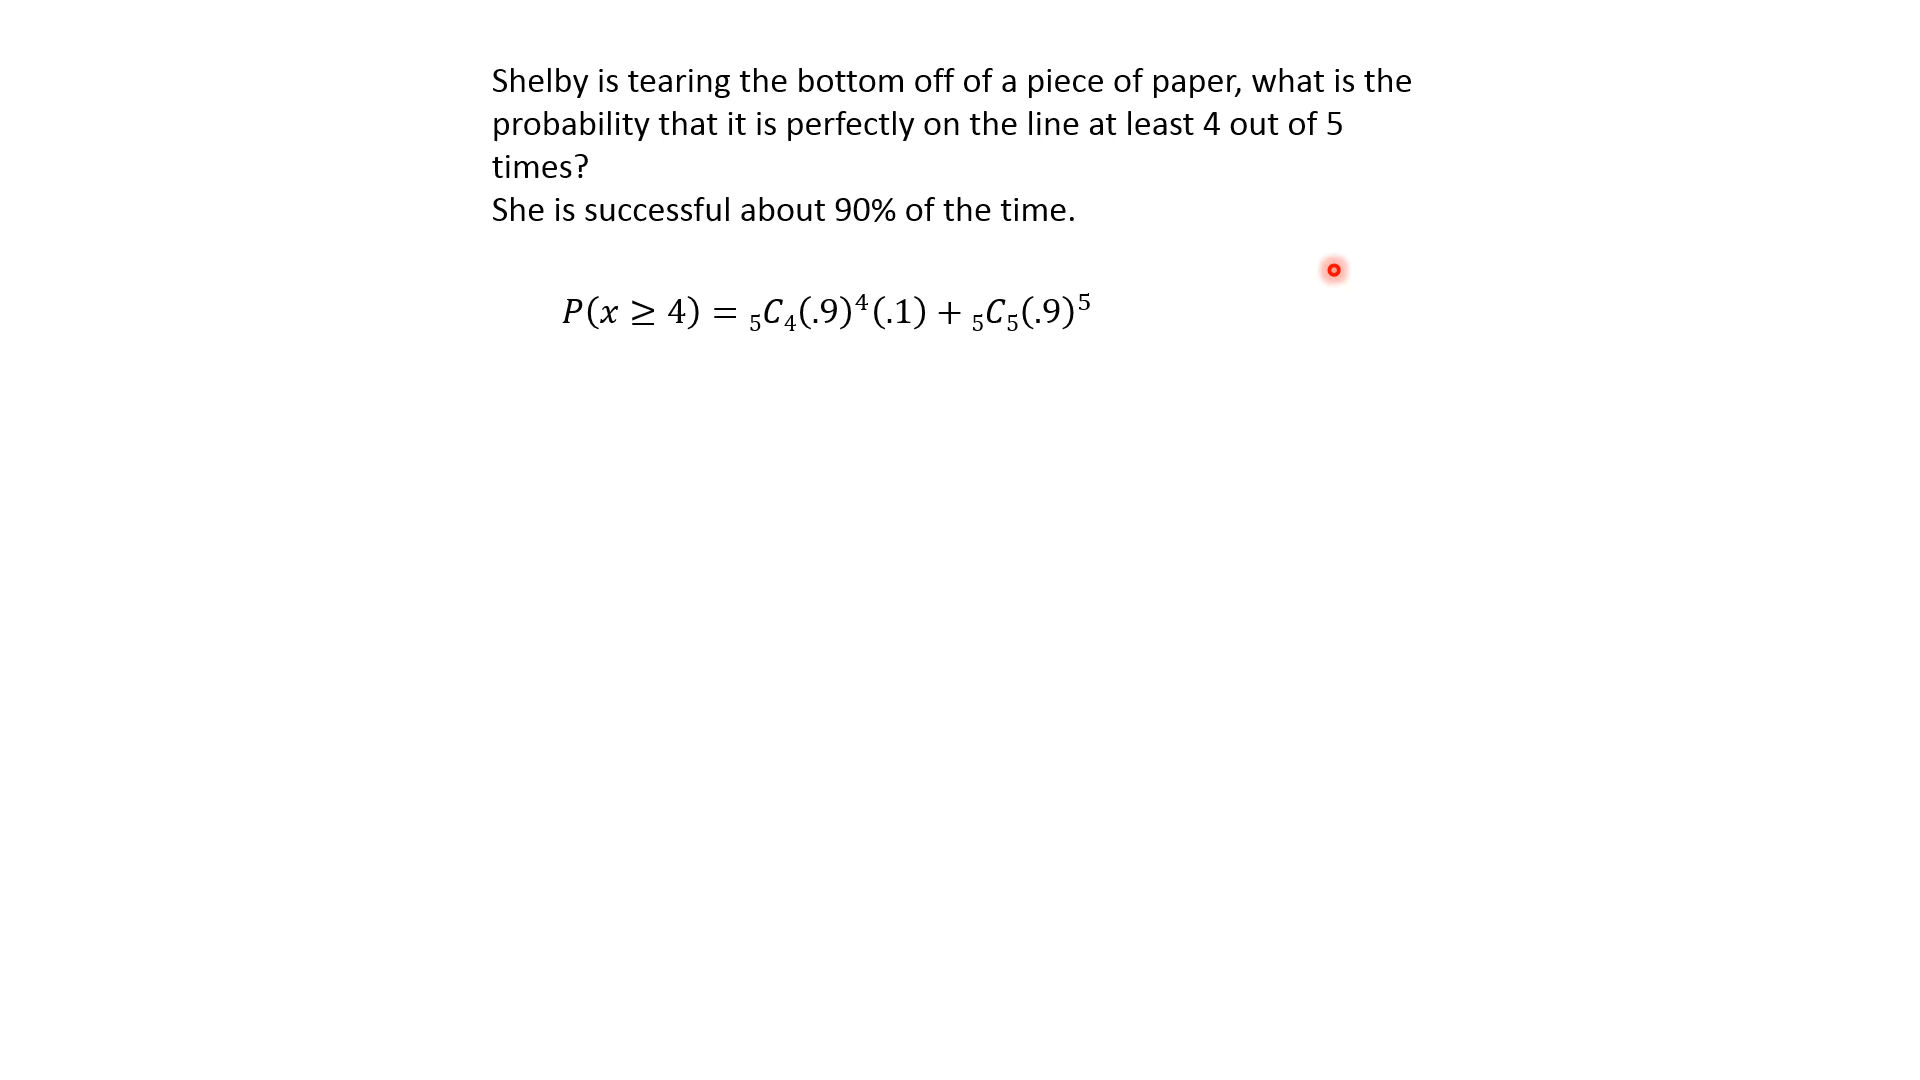 Shelby is tearing the bottom off of a piece of paper, what is the
probability that it is perfectly on the line at least 4 out of 5
times?
She is successful about 90% of the time.
P(x ≥ 4) = ₅C₄(.9)⁴(.1) + ₅C₅(.9)⁵